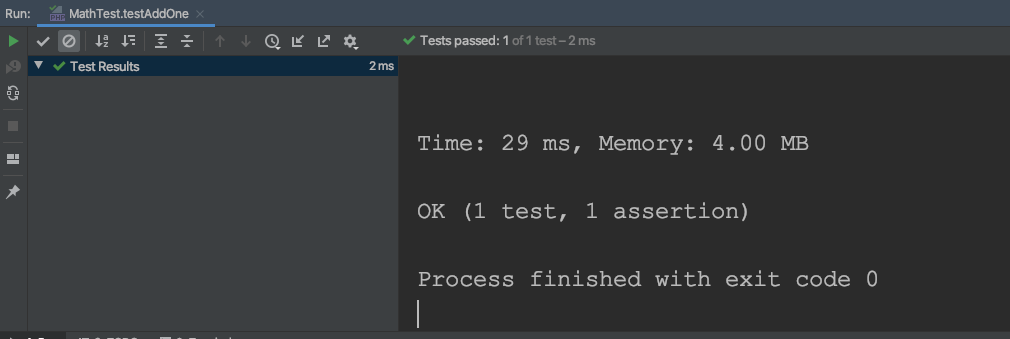 Run: MathTest.testAddOne
Tests passed: 1 of 1 test – 2 ms
Test Results 2 ms
Time: 29 ms, Memory: 4.00 MB
OK (1 test, 1 assertion)
Process finished with exit code 0